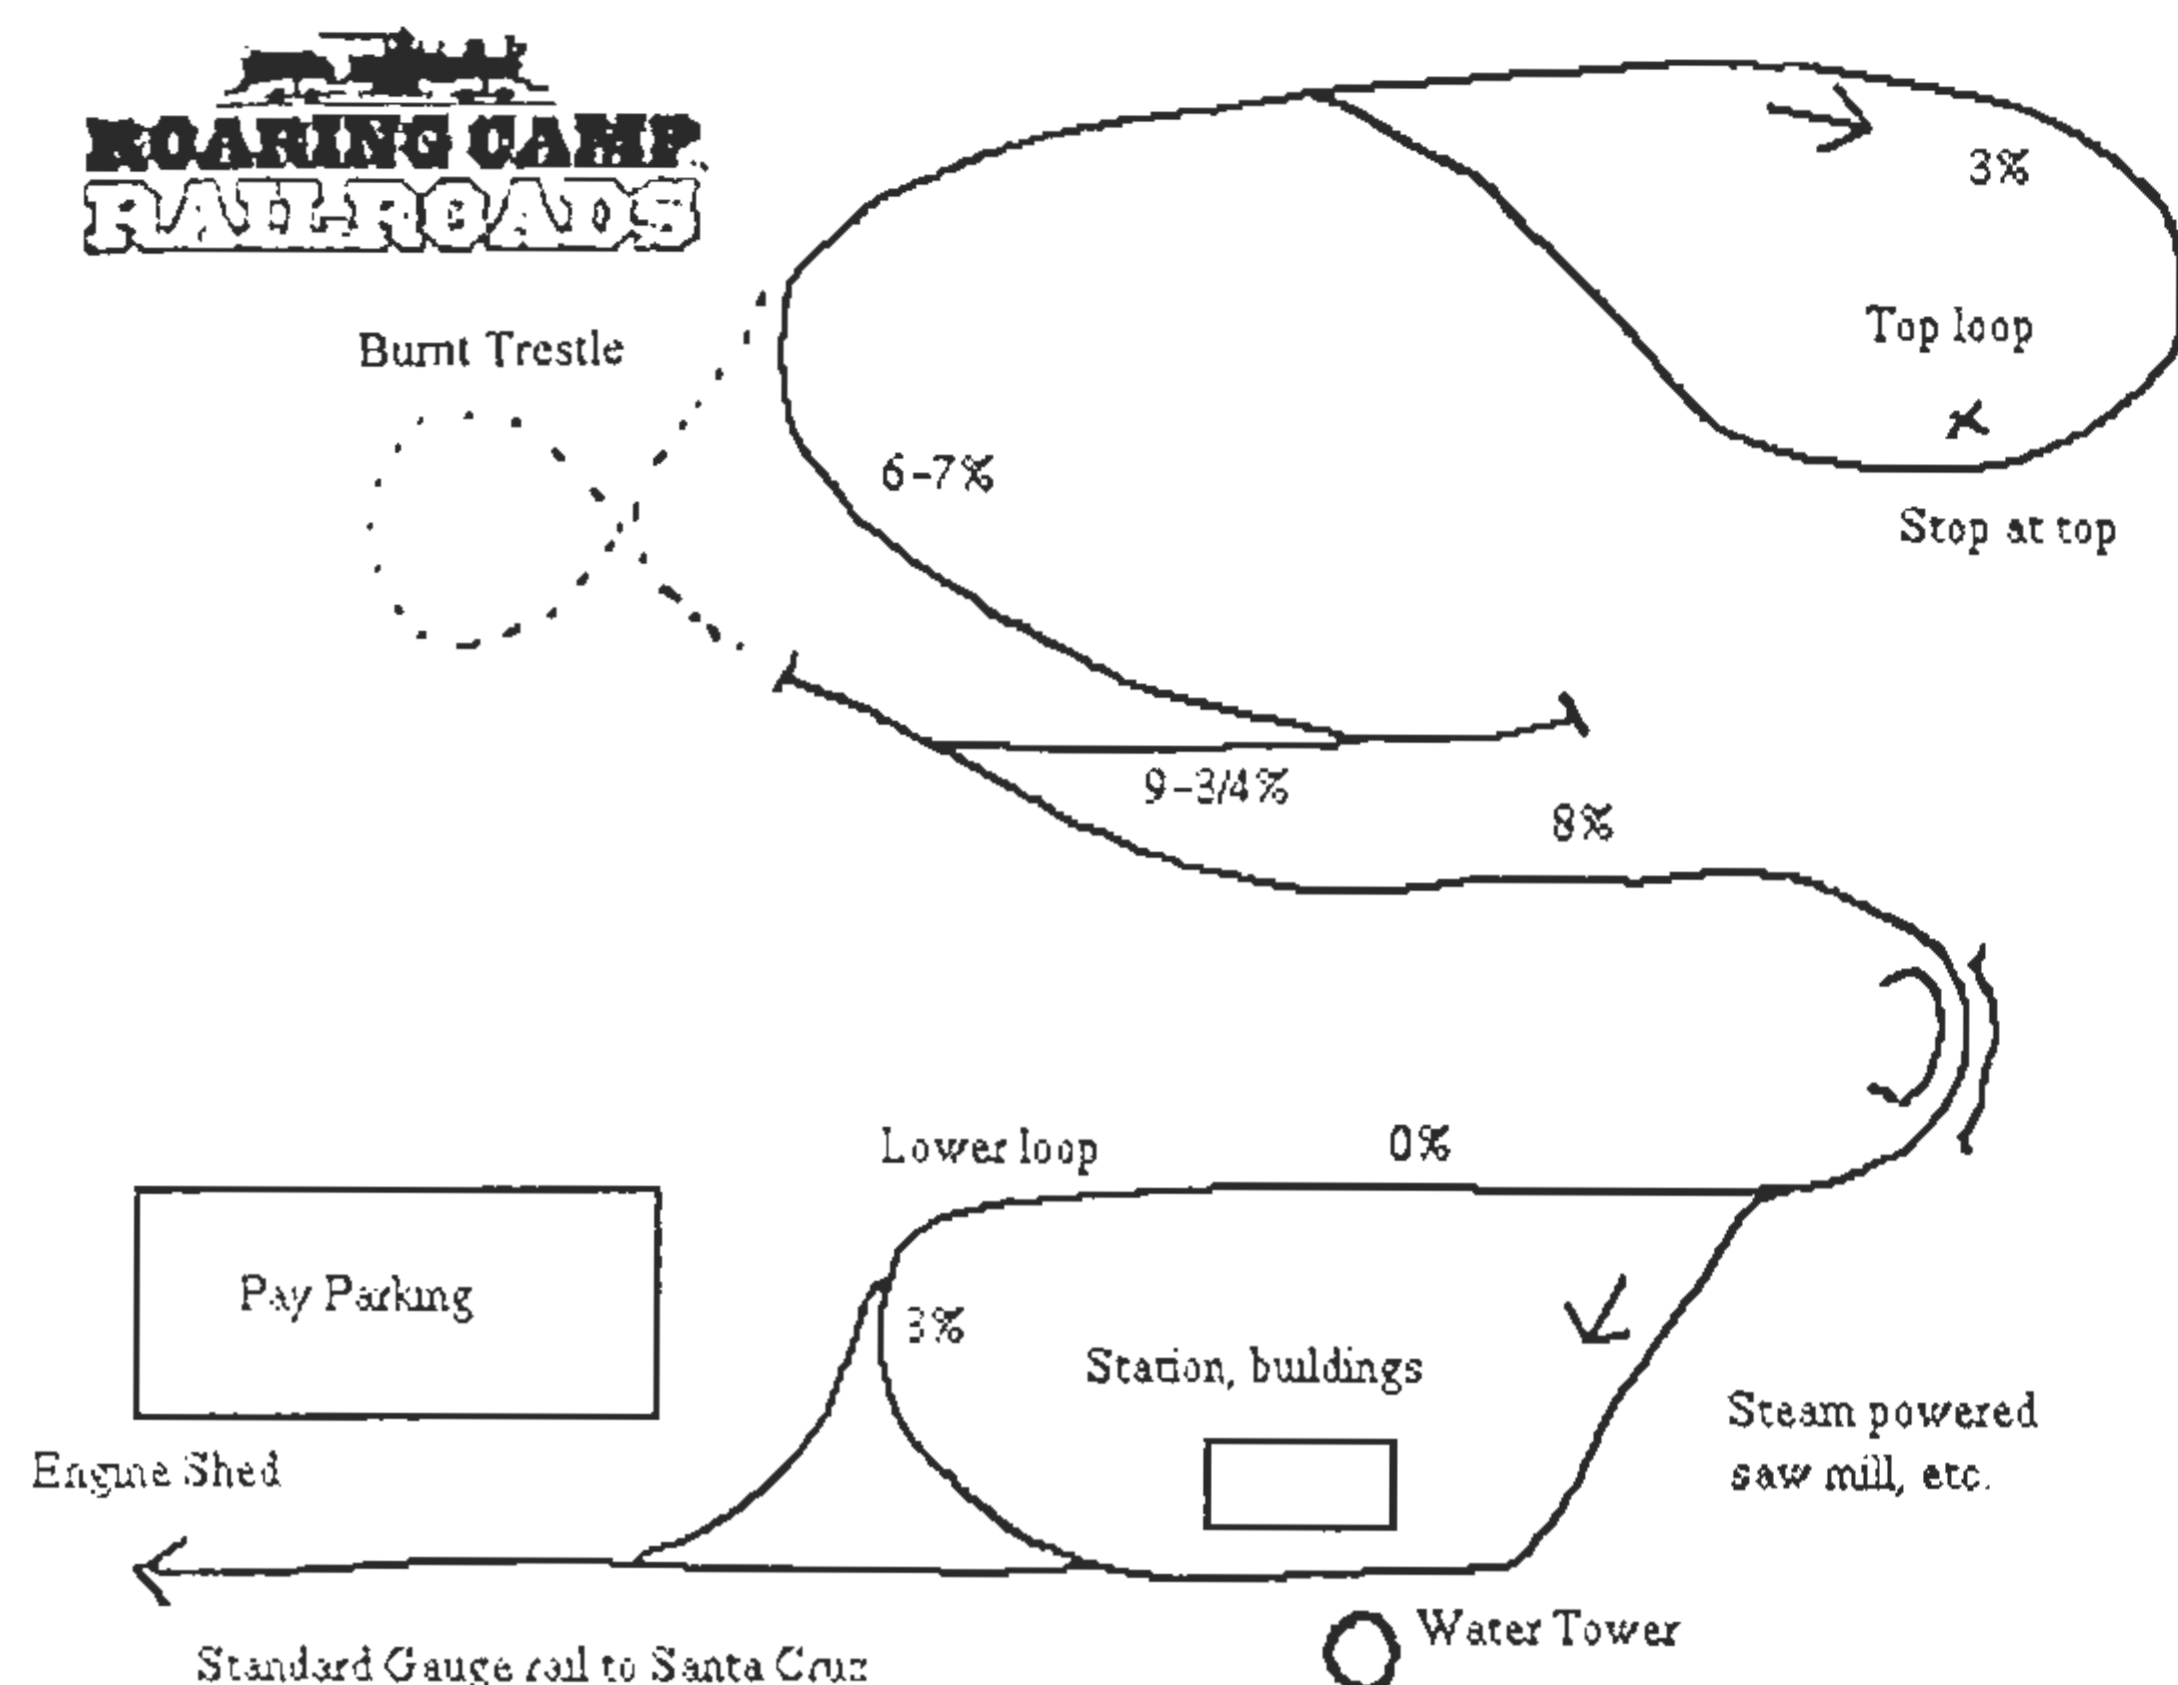 ROARING CAMP
RAILROADS
3%
Top loop
Burnt Trestle
6-7%
Stop at top
9-3/4%
8%
Lower loop
0%
Pay Parking
3%
Station, buildings
Steam powered
saw mill, etc.
Engine Shed
Water Tower
Standard Gauge rail to Santa Cruz